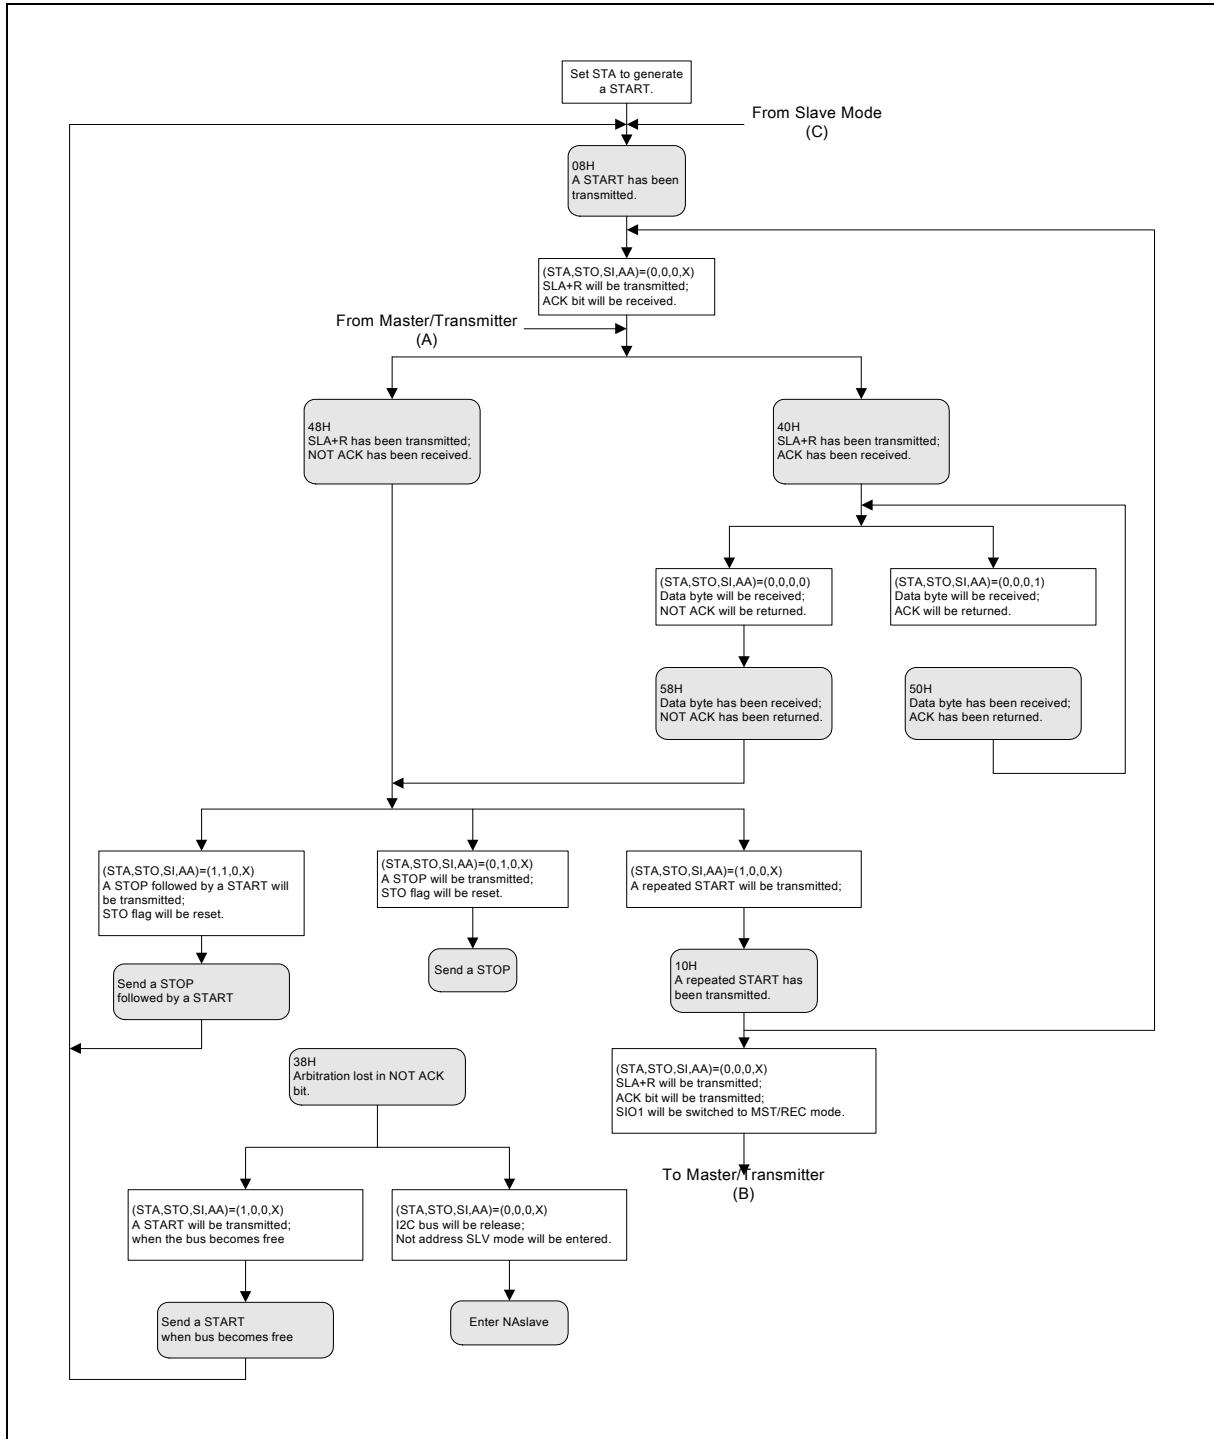 Set STA to generate
a START.
From Slave Mode
(C)
08H
A START has been
transmitted.
(STA,STO,SI,AA)=(0,0,0,X)
SLA+R will be transmitted;
ACK bit will be received.
From Master/Transmitter
(A)
48H
SLA+R has been transmitted;
NOT ACK has been received.
40H
SLA+R has been transmitted;
ACK has been received.
(STA,STO,SI,AA)=(0,0,0,0)
Data byte will be received;
NOT ACK will be returned.
(STA,STO,SI,AA)=(0,0,0,1)
Data byte will be received;
ACK will be returned.
58H
Data byte has been received;
NOT ACK has been returned.
50H
Data byte has been received;
ACK has been returned.
(STA,STO,SI,AA)=(1,1,0,X)
A STOP followed by a START will
be transmitted;
STO flag will be reset.
(STA,STO,SI,AA)=(0,1,0,X)
A STOP will be transmitted;
STO flag will be reset.
(STA,STO,SI,AA)=(1,0,0,X)
A repeated START will be transmitted;
Send a STOP
followed by a START
Send a STOP
10H
A repeated START has
been transmitted.
38H
Arbitration lost in NOT ACK
bit.
(STA,STO,SI,AA)=(0,0,0,X)
SLA+R will be transmitted;
ACK bit will be transmitted;
SIO1 will be switched to MST/REC mode.
To Master/Transmitter
(B)
(STA,STO,SI,AA)=(1,0,0,X)
A START will be transmitted;
when the bus becomes free
(STA,STO,SI,AA)=(0,0,0,X)
I2C bus will be release;
Not address SLV mode will be entered.
Send a START
when bus becomes free
Enter NAslave